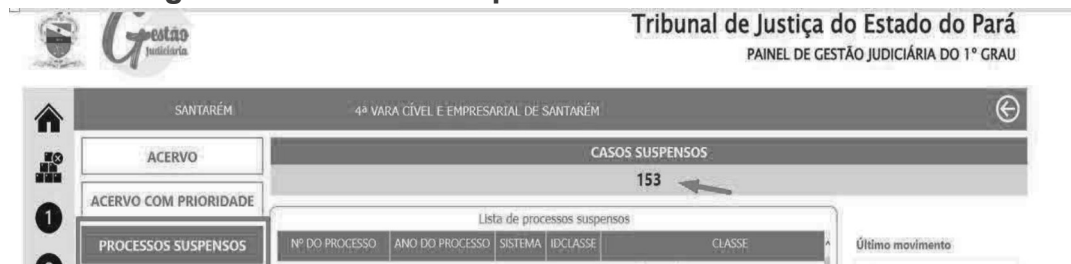 Gestão
Judiciária
Tribunal de Justiça do Estado do Pará
PAINEL DE GESTÃO JUDICIÁRIA DO 1º GRAU
SANTARÉM
4ª VARA CÍVEL E EMPRESARIAL DE SANTARÉM
ACERVO
CASOS SUSPENSOS
153
ACERVO COM PRIORIDADE
1
Lista de processos suspensos
PROCESSOS SUSPENSOS
Nº DO PROCESSO ANO DO PROCESSO SISTEMA IDCLASSE CLASSE
Último movimento